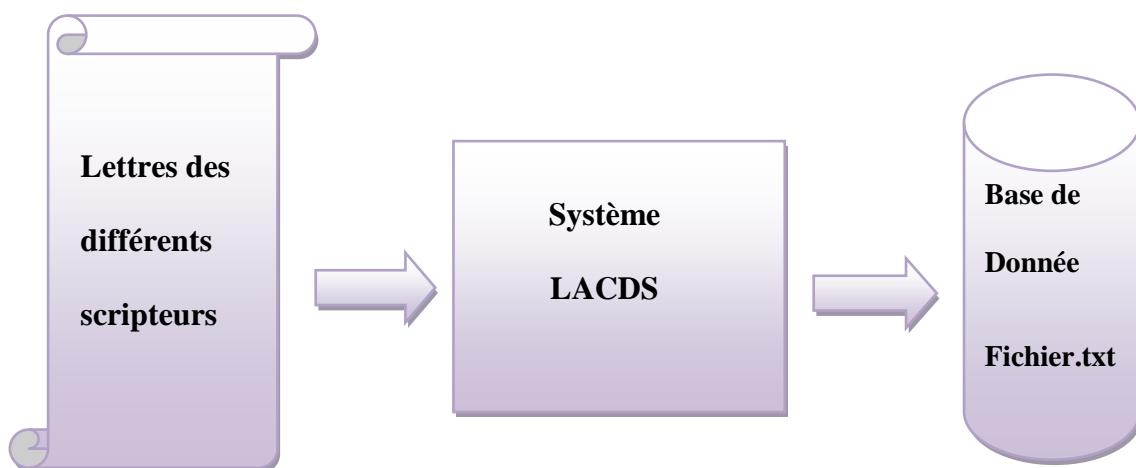 Lettres des
différents
scripteurs
Système
LACDS
Base de
Donnée
Fichier.txt